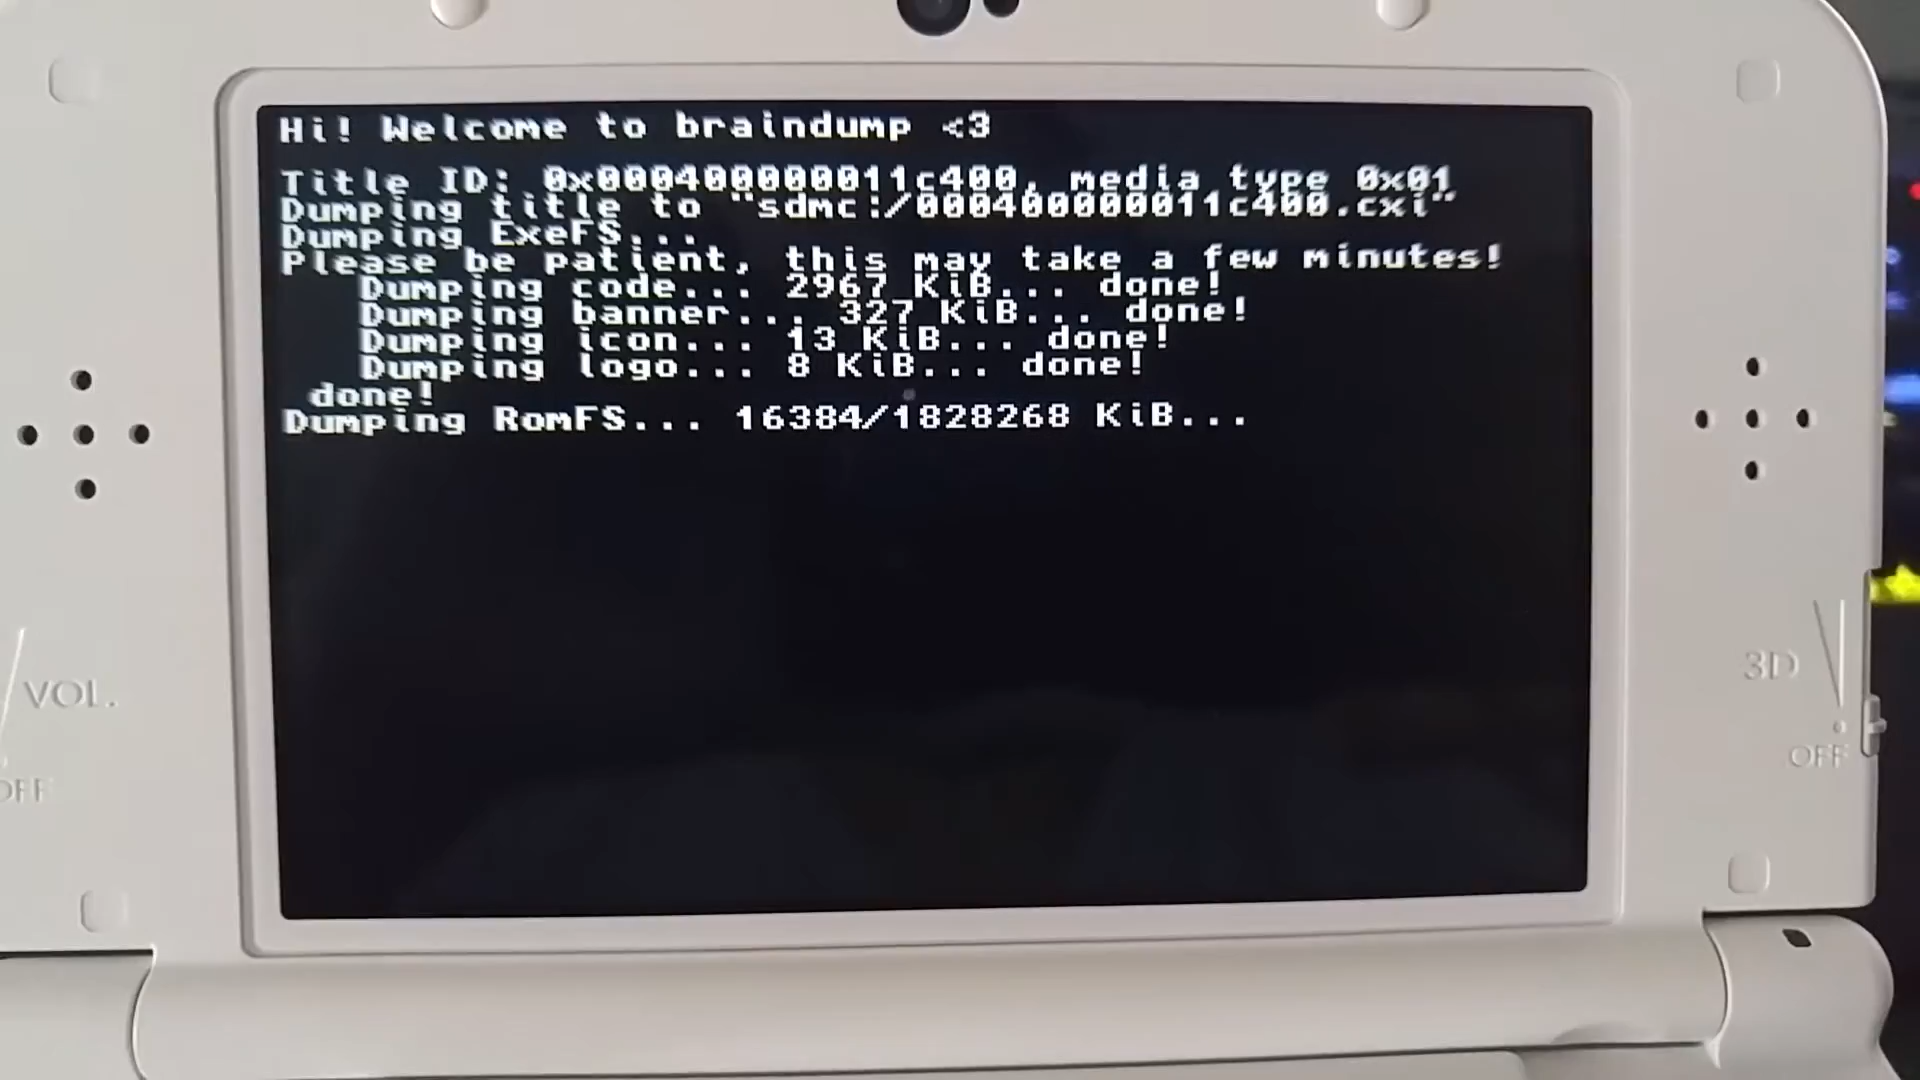 Hi! Welcome to braindump <3
Title ID: 0x000400000011c400, media type 0x01
Dumping title to "sdmc:/000400000011c400.cxi"
Dumping ExeFS...
Please be patient, this may take a few minutes!
Dumping code... 2967 KiB... done!
Dumping banner... 327 KiB... done!
Dumping icon... 13 KiB... done!
Dumping logo... 8 KiB... done!
done!
Dumping RomFS... 16384/1828268 KiB...
VOL.
OFF
3D
OFF